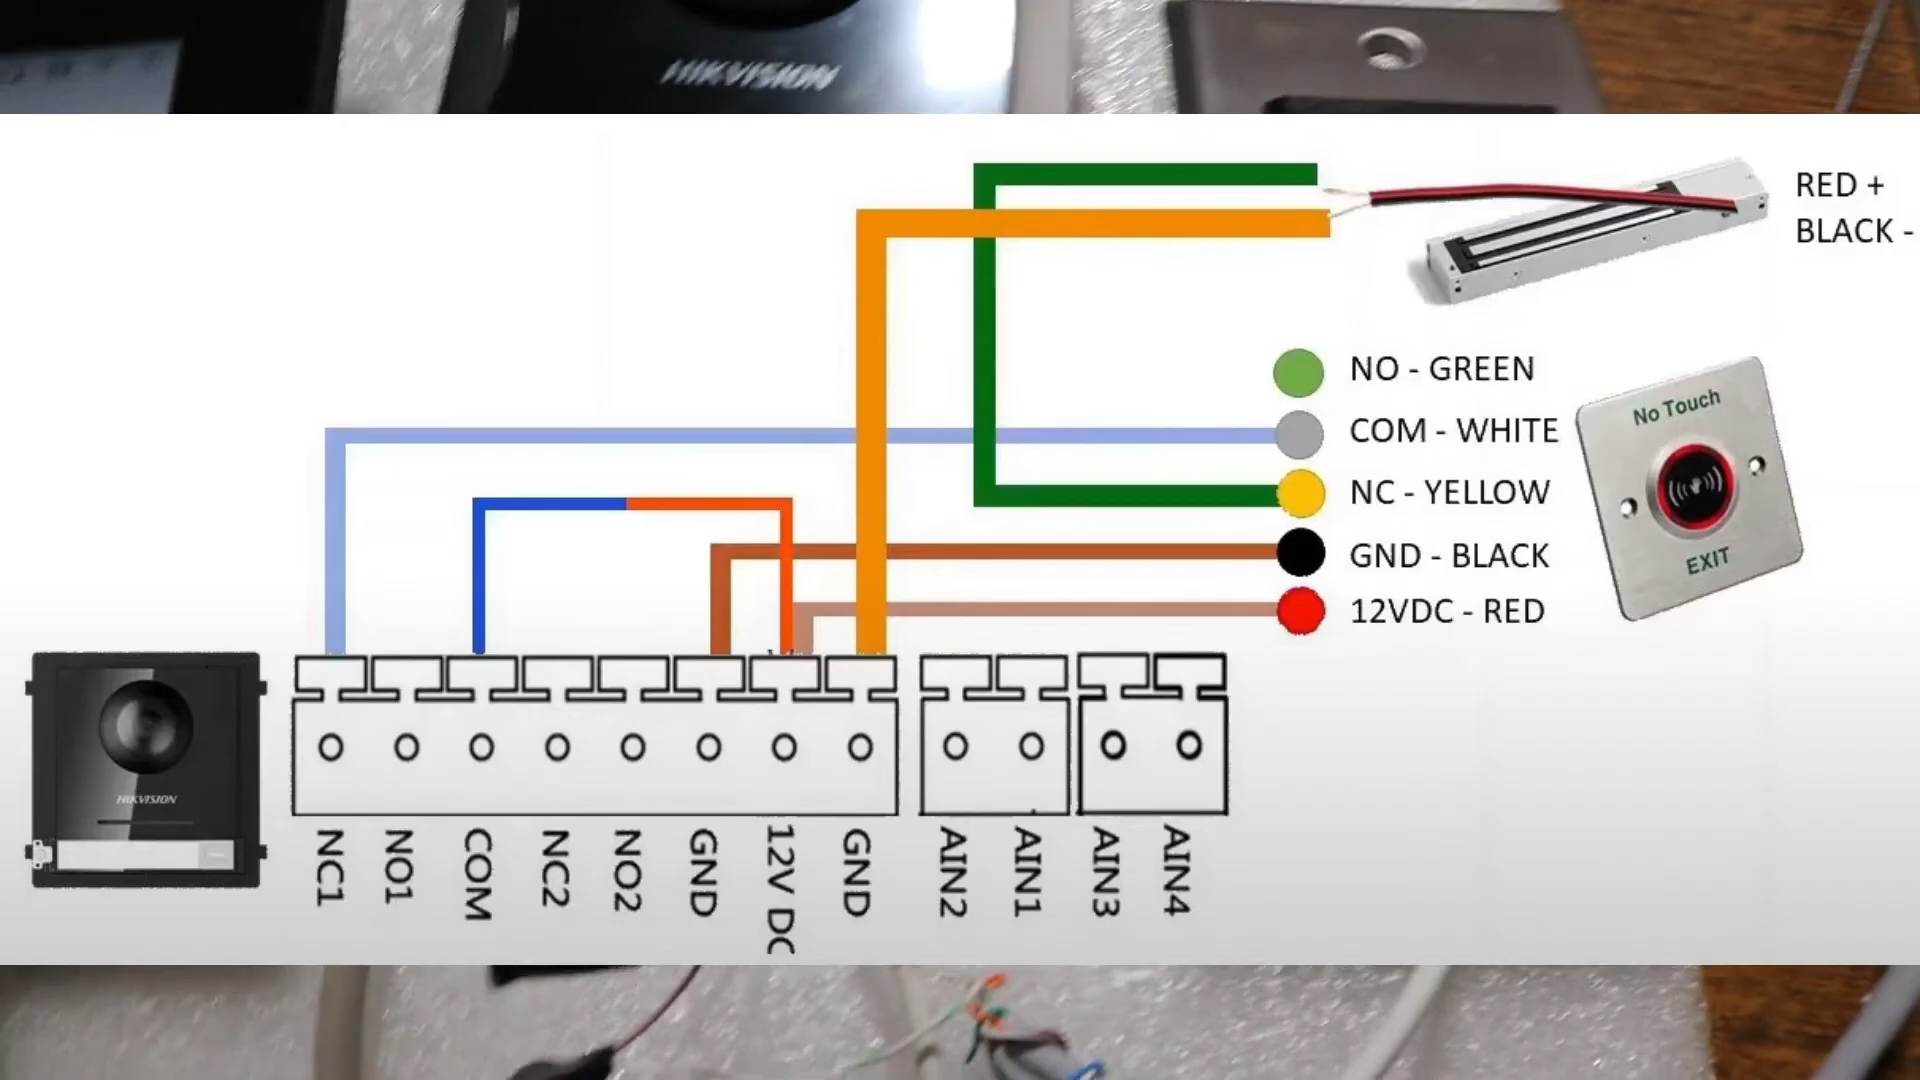 HIKVISION
RED +
BLACK -
NO - GREEN
COM - WHITE
NC - YELLOW
GND - BLACK
12VDC - RED
No Touch
EXIT
HIKVISION
NC1
NO1
COM
NC2
NO2
GND
12V DC
GND
AIN2
AIN1
AIN3
AIN4